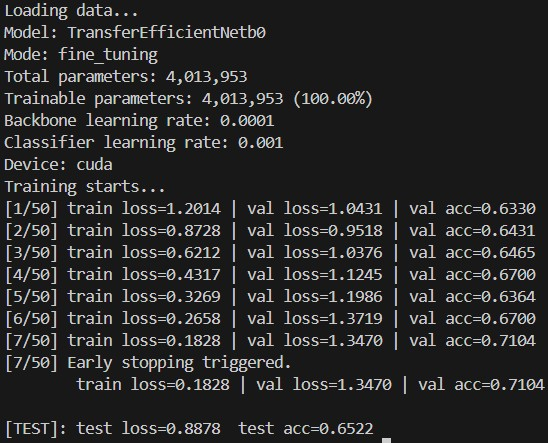 Loading data...
Model: TransferEfficientNetb0
Mode: fine_tuning
Total parameters: 4,013,953
Trainable parameters: 4,013,953 (100.00%)
Backbone learning rate: 0.0001
Classifier learning rate: 0.001
Device: cuda
Training starts...
[1/50] train loss=1.2014 | val loss=1.0431 | val acc=0.6330
[2/50] train loss=0.8728 | val loss=0.9518 | val acc=0.6431
[3/50] train loss=0.6212 | val loss=1.0376 | val acc=0.6465
[4/50] train loss=0.4317 | val loss=1.1245 | val acc=0.6700
[5/50] train loss=0.3269 | val loss=1.1986 | val acc=0.6364
[6/50] train loss=0.2658 | val loss=1.3719 | val acc=0.6700
[7/50] train loss=0.1828 | val loss=1.3470 | val acc=0.7104
[7/50] Early stopping triggered.
train loss=0.1828 | val loss=1.3470 | val acc=0.7104
[TEST]: test loss=0.8878 test acc=0.6522